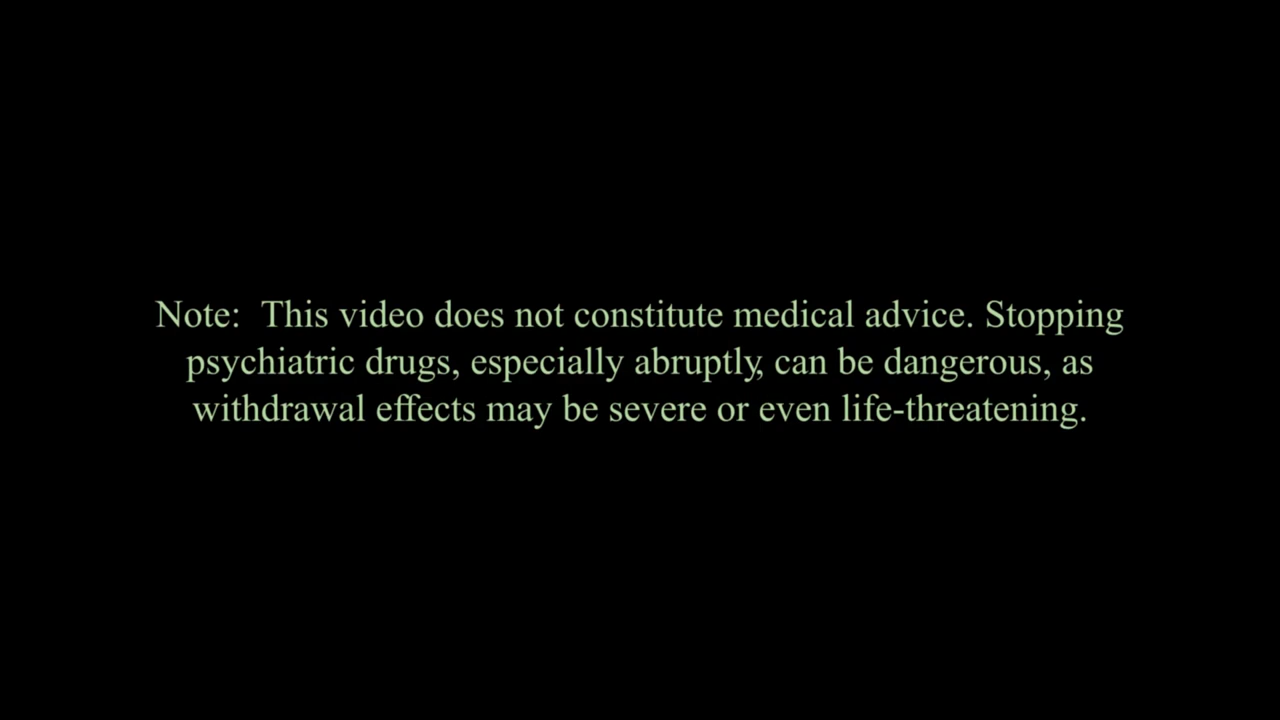 Note:  This video does not constitute medical advice. Stopping
psychiatric drugs, especially abruptly, can be dangerous, as
withdrawal effects may be severe or even life-threatening.